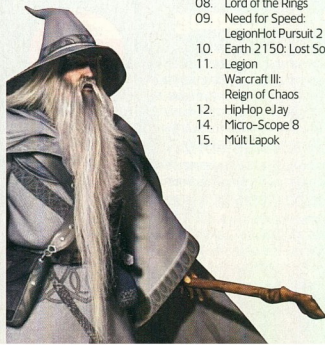 08. Lord of the Rings
09. Need for Speed:
LegionHot Pursuit 2
10. Earth 2150: Lost So
11. Legion
Warcraft III:
Reign of Chaos
12. HipHop eJay
14. Micro-Scope 8
15. Múlt Lapok